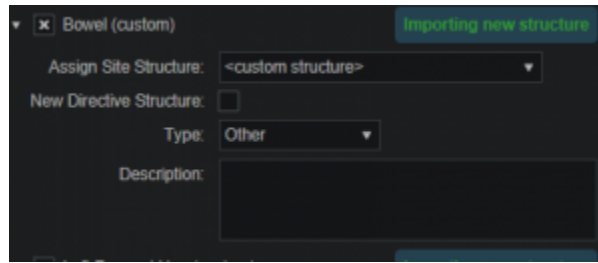 Bowel (custom)
Importing new structure
Assign Site Structure: <custom structure>
New Directive Structure:
Type: Other
Description: